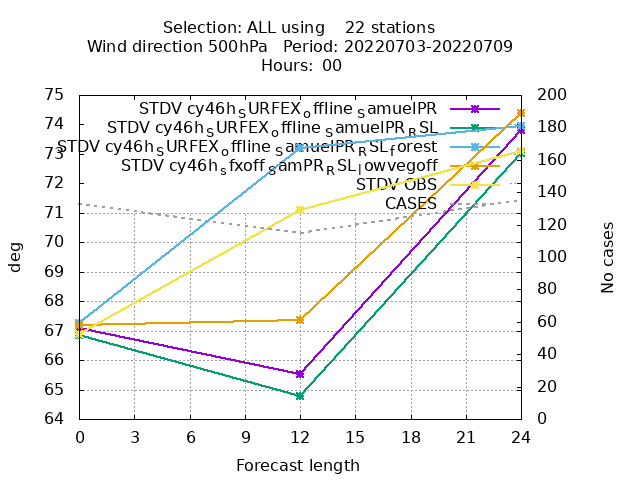 Selection: ALL using 22 stations
Wind direction 500hPa Period: 20220703-20220709
Hours: 00
STDV cy46h_SURFEX_offline_samuelPR
STDV cy46h_SURFEX_offline_samuelPR_RSL
STDV cy46h_SURFEX_offline_samuelPR_RSL_forest
STDV cy46h_sfxoff_SamPR_RSL_lowvegoff
STDV OBS
CASES
75
74
73
72
71
70
69
68
67
66
65
64
deg
200
180
160
140
120
100
80
60
40
20
0
No cases
0 3 6 9 12 15 18 21 24
Forecast length